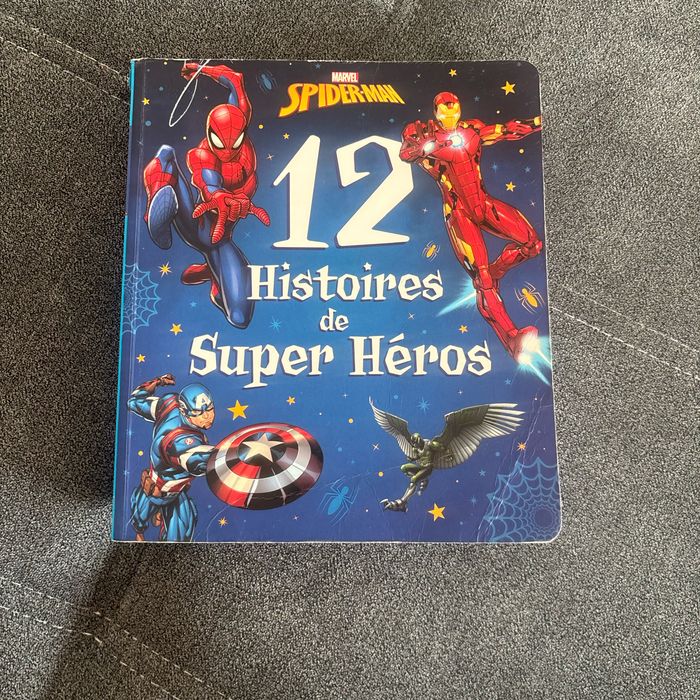 MARVEL
SPIDER-MAN
12
Histoires
de
Super Héros